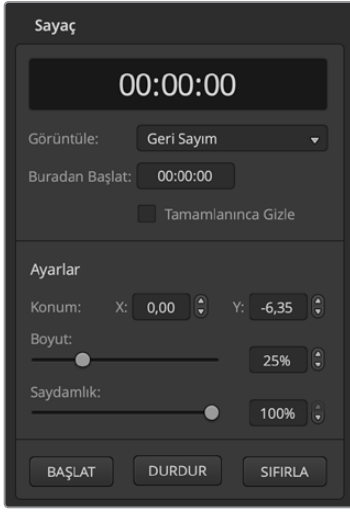 Sayaç
00:00:00
Görüntüle: Geri Sayım
Buradan Başlat: 00:00:00
Tamamlanınca Gizle
Ayarlar
Konum: X: 0,00 Y: -6,35
Boyut:
25%
Saydamlık:
100%
BAŞLAT DURDUR SIFIRLA